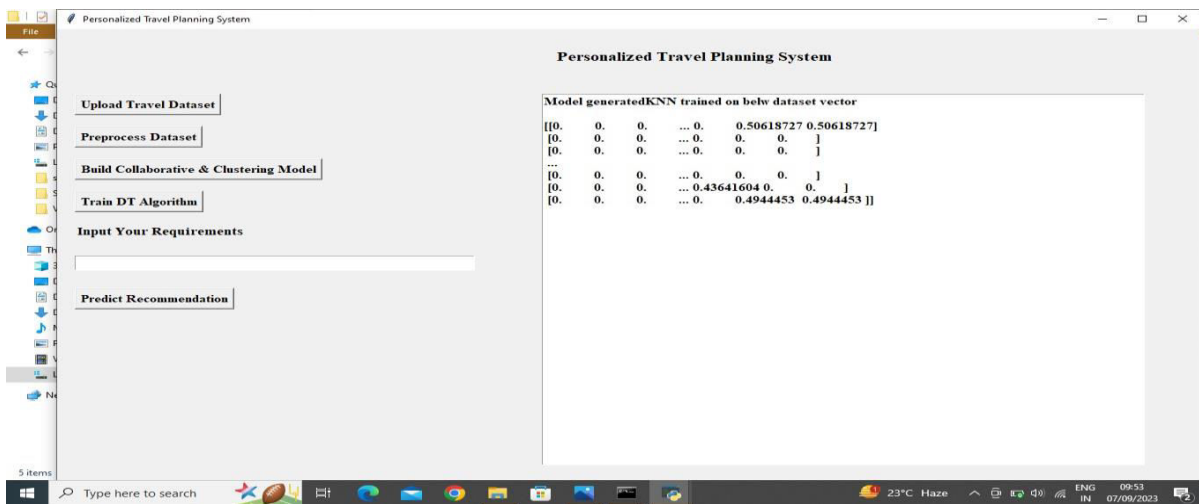 Personalized Travel Planning System
File
Personalized Travel Planning System
Upload Travel Dataset
Preprocess Dataset
Build Collaborative & Clustering Model
Train DT Algorithm
Input Your Requirements
Predict Recommendation
Model generatedKNN trained on belw dataset vector
[[0. 0. 0. ... 0. 0.50618727 0.50618727]
[0. 0. 0. ... 0. 0. 0. ]
[0. 0. 0. ... 0. 0. 0. ]
...
[0. 0. 0. ... 0. 0. 0. ]
[0. 0. 0. ... 0.43641604 0. 0. ]
[0. 0. 0. ... 0. 0.4944453 0.4944453 ]]
5 items
Type here to search
23°C Haze
ENG
IN
09:53
07/09/2023